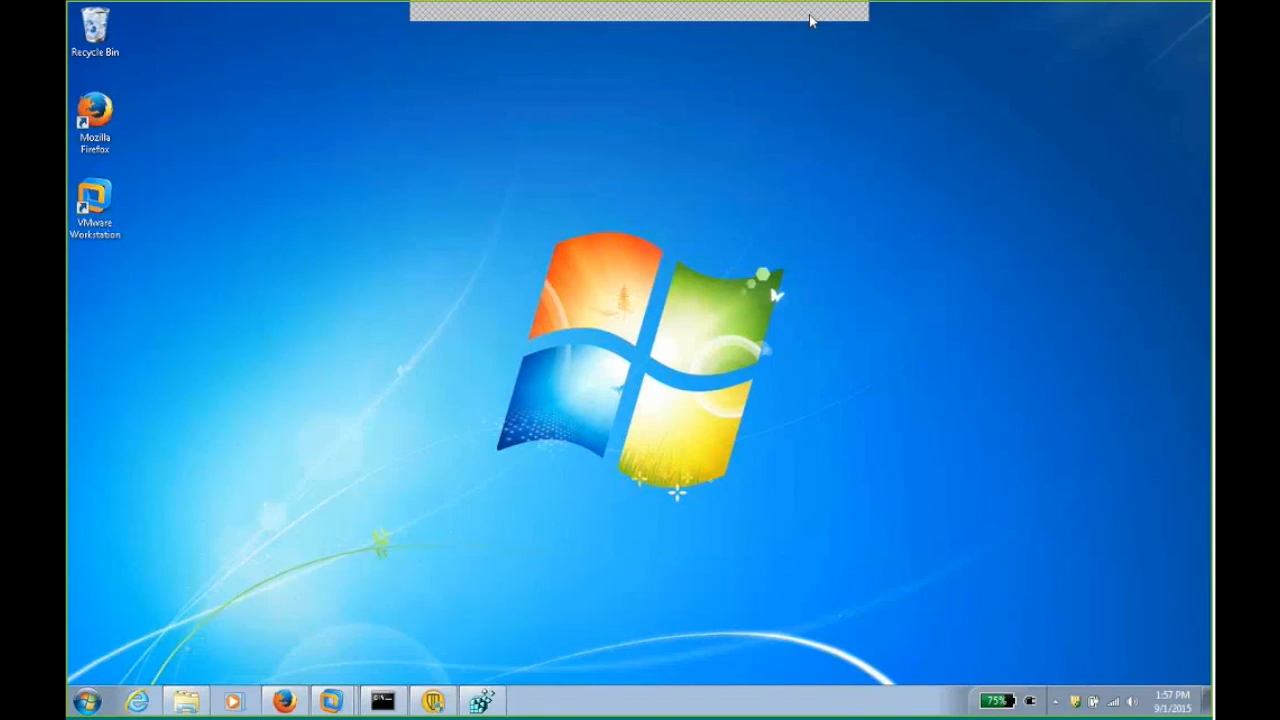 Recycle Bin
Mozilla
Firefox
VMware
Workstation
75%
1:57 PM
9/1/2015